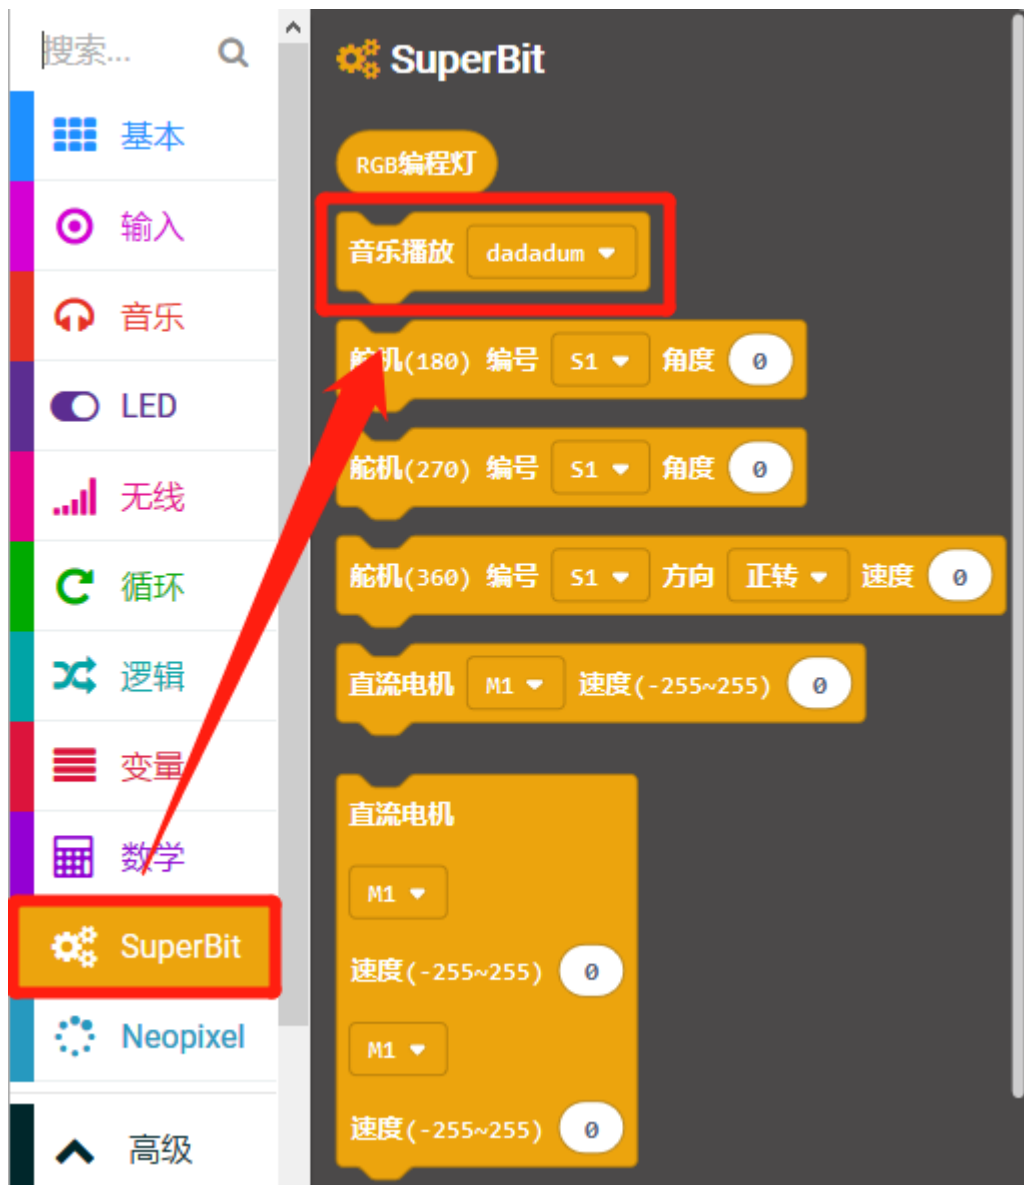 搜索...
基本
输入
音乐
LED
无线
循环
逻辑
变量
数学
SuperBit
Neopixel
高级
SuperBit
RGB编程灯
音乐播放 dadadum
舵机(180) 编号 S1 角度 0
舵机(270) 编号 S1 角度 0
舵机(360) 编号 S1 方向 正转 速度 0
直流电机 M1 速度(-255~255) 0
直流电机
M1
速度(-255~255) 0
M1
速度(-255~255) 0